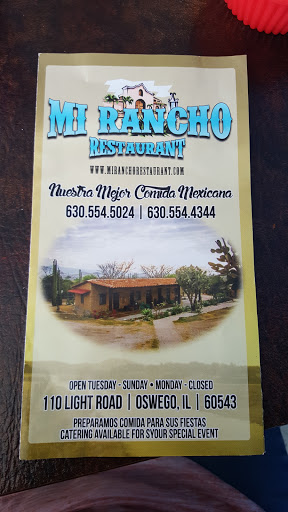 MI RANCHO
RESTAURANT
WWW.MIRANCHORESTAURANT.COM
Nuestra Mejor Comida Mexicana
630.554.5024 | 630.554.4344
OPEN TUESDAY - SUNDAY • MONDAY - CLOSED
110 LIGHT ROAD | OSWEGO, IL | 60543
PREPARAMOS COMIDA PARA SUS FIESTAS
CATERING AVAILABLE FOR SYOUR SPECIAL EVENT